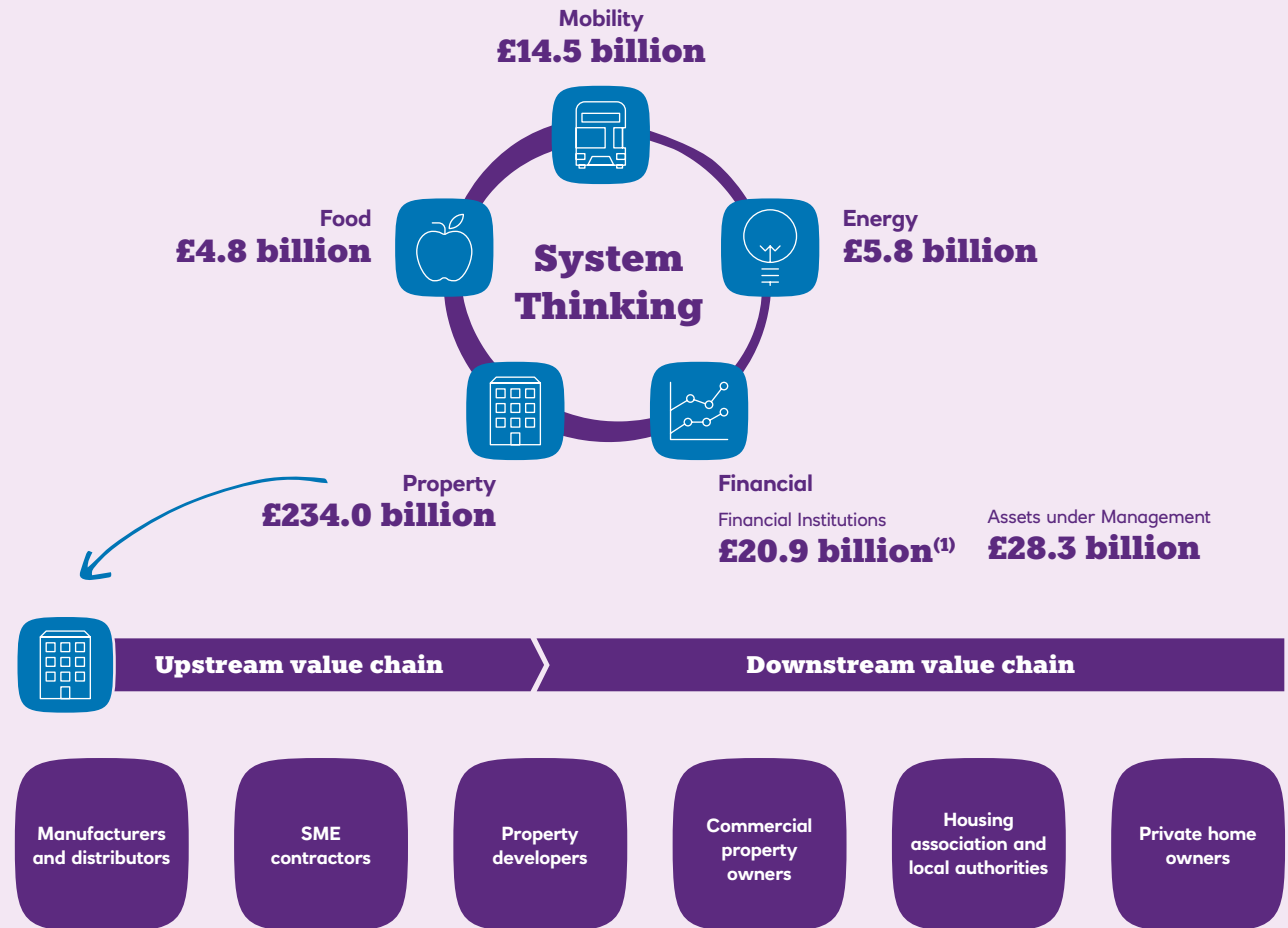 Mobility
£14.5 billion
Food
£4.8 billion
Energy
£5.8 billion
System
Thinking
Property
£234.0 billion
Financial
Financial Institutions
£20.9 billion(1)
Assets under Management
£28.3 billion
Upstream value chain
Downstream value chain
Manufacturers
and distributors
SME
contractors
Property
developers
Commercial
property
owners
Housing
association and
local authorities
Private home
owners